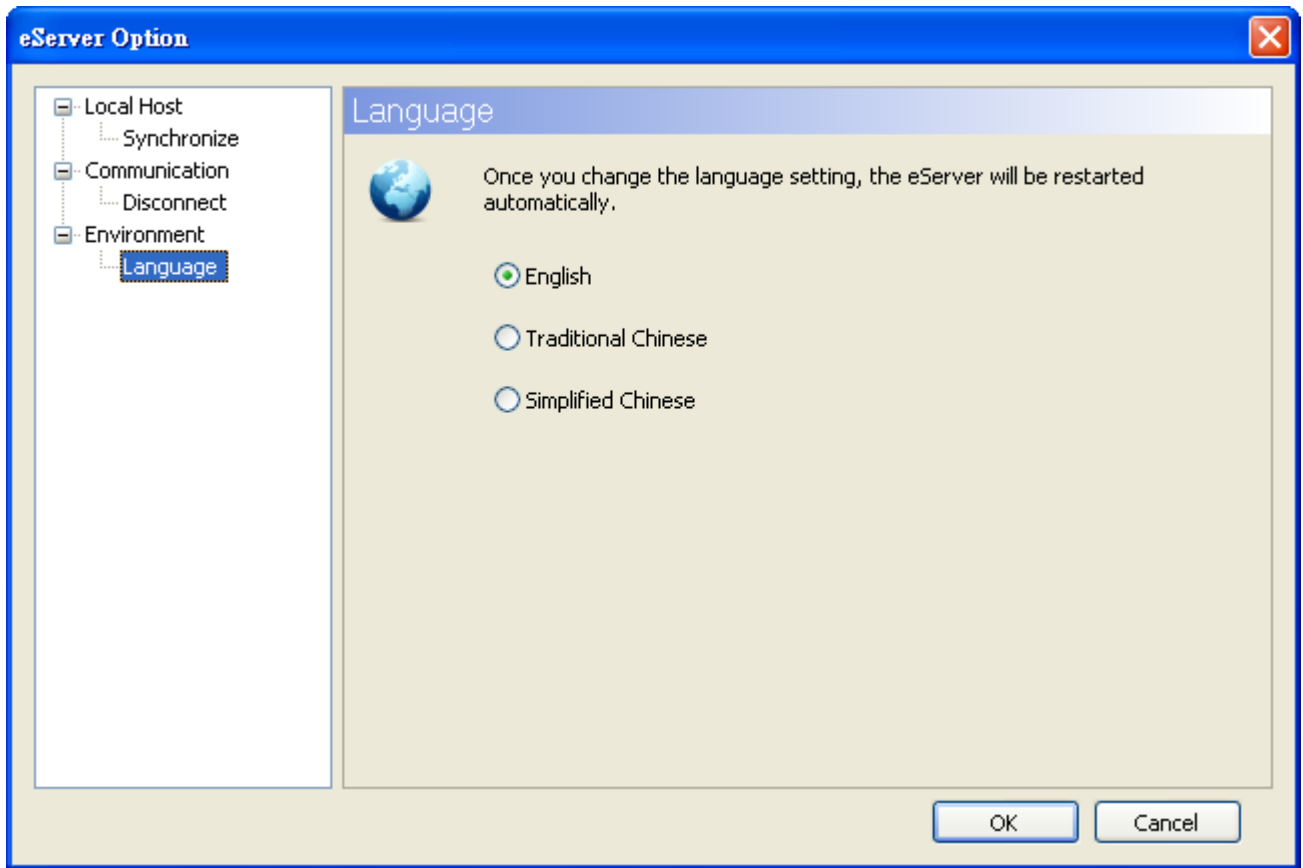 eServer Option
Local Host
Synchronize
Communication
Disconnect
Environment
Language
Language
Once you change the language setting, the eServer will be restarted
automatically.
English
Traditional Chinese
Simplified Chinese
OK
Cancel